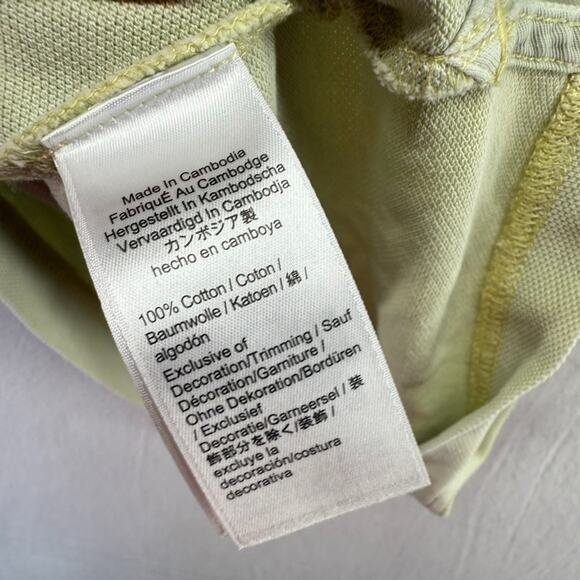 Made In Cambodia
FabriquÉ Au Cambodge
Hergestellt In Kambodscha
Vervaardigd In Cambodja
カンボジア製
hecho en camboya
100% Cotton / Coton /
Baumwolle / Katoen / 綿 /
algodón
Exclusive of
Decoration/Trimming / Sauf
Décoration/Garniture /
Ohne Dekoration/Bordüren
/ Exclusief
Decoratie/Garneersel / 装
飾部分を除く/装飾 /
excluye la
decoración/costura
decorativa